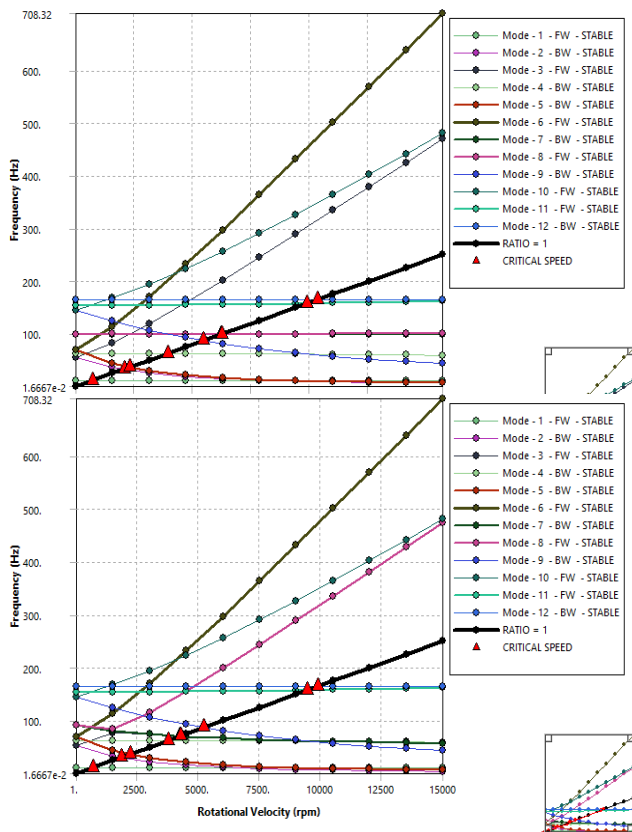 708.32
600.
500.
400.
300.
200.
100.
1.6667e-2
Frequency (Hz)
Mode - 1 - FW - STABLE
Mode - 2 - BW - STABLE
Mode - 3 - FW - STABLE
Mode - 4 - BW - STABLE
Mode - 5 - BW - STABLE
Mode - 6 - FW - STABLE
Mode - 7 - BW - STABLE
Mode - 8 - FW - STABLE
Mode - 9 - BW - STABLE
Mode - 10 - FW - STABLE
Mode - 11 - FW - STABLE
Mode - 12 - BW - STABLE
RATIO = 1
CRITICAL SPEED
708.32
600.
500.
400.
300.
200.
100.
1.6667e-2
Frequency (Hz)
1.
2500.
5000.
7500.
10000
12500
15000
Rotational Velocity (rpm)
Mode - 1 - FW - STABLE
Mode - 2 - BW - STABLE
Mode - 3 - FW - STABLE
Mode - 4 - BW - STABLE
Mode - 5 - BW - STABLE
Mode - 6 - FW - STABLE
Mode - 7 - BW - STABLE
Mode - 8 - FW - STABLE
Mode - 9 - BW - STABLE
Mode - 10 - FW - STABLE
Mode - 11 - FW - STABLE
Mode - 12 - BW - STABLE
RATIO = 1
CRITICAL SPEED